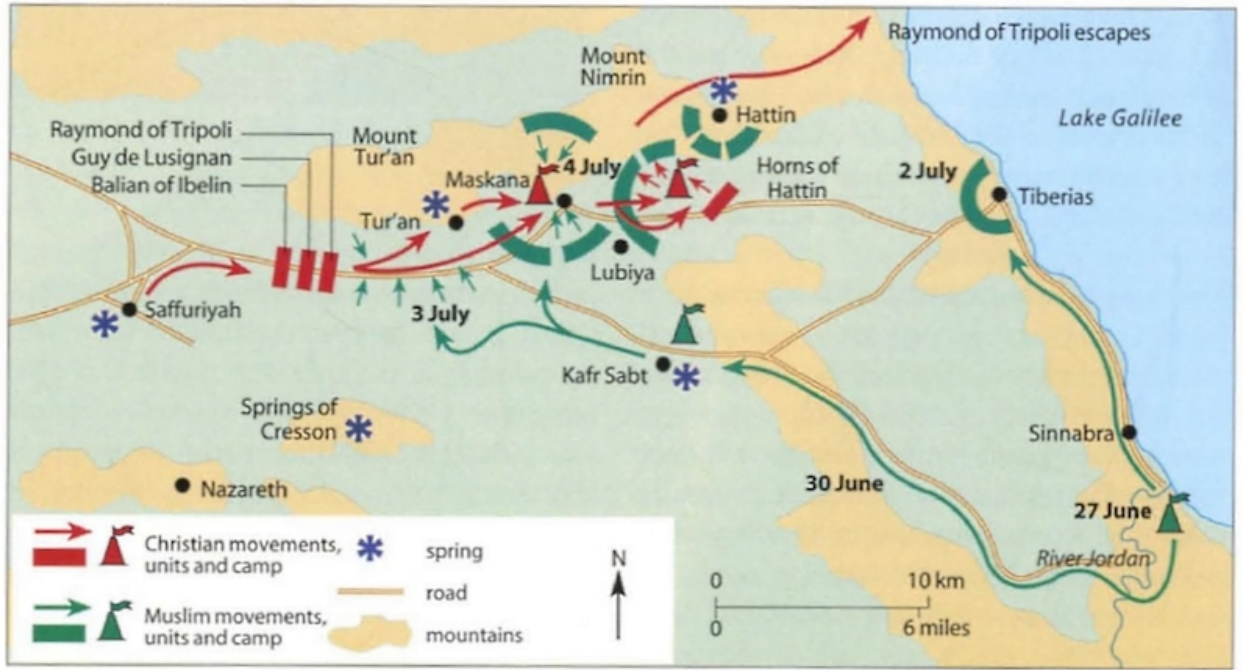 Raymond of Tripoli escapes
Mount
Nimrin
Hattin
Lake Galilee
Raymond of Tripoli
Guy de Lusignan
Balian of Ibelin
Mount
Tur'an
Maskana
4 July
Horns of
Hattin
2 July
Tiberias
Tur'an
Lubiya
Saffuriyah
3 July
Kafr Sabt
Springs of
Cresson
Sinnabra
Nazareth
30 June
27 June
River Jordan
Christian movements,
units and camp
spring
road
Muslim movements,
units and camp
mountains
N
0 10 km
0 6 miles